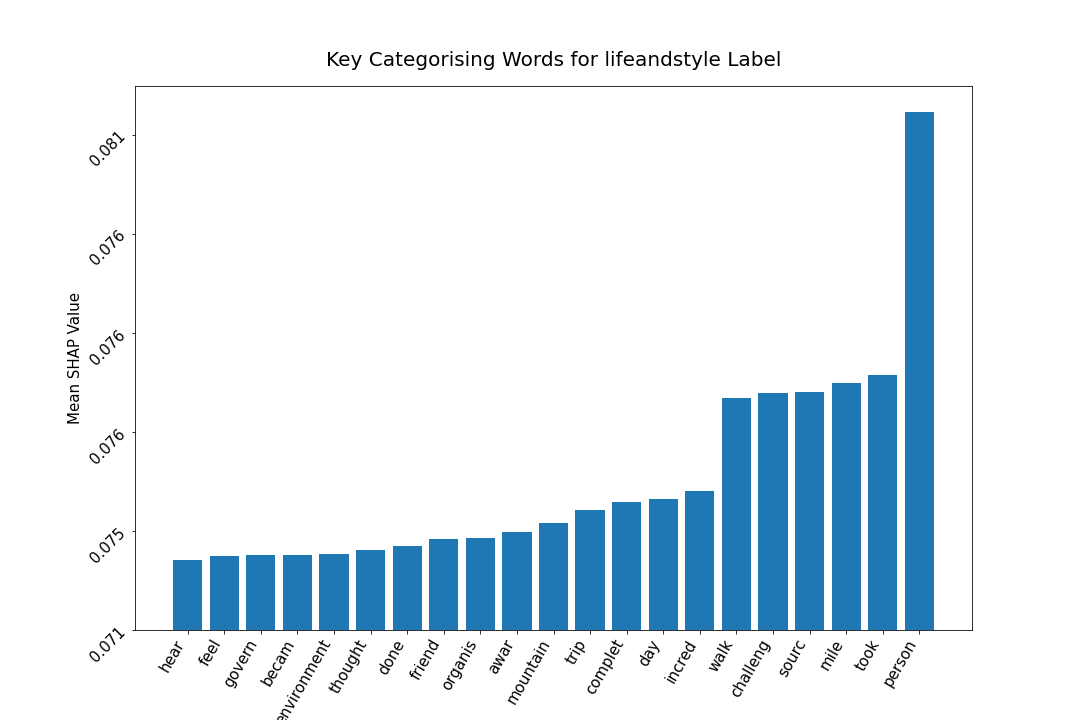 Key Categorising Words for lifeandstyle Label
Mean SHAP Value
0.081
0.076
0.076
0.076
0.075
0.071
hear
feel
govern
becam
environment
thought
done
friend
organis
awar
mountain
trip
complet
day
incred
walk
challeng
sourc
mile
took
person